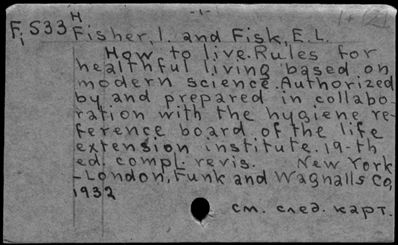 -1-
H
F, 533 Fisher, I. and Fisk, E. L.
How to live. Rules for
healthful living based on
modern science. Authorized
by and prepared in collabo-
ration with the hygiene re-
ference board of the life
extension institute. 19-th
ed. compl. revis. New York
-London, Funk and Wagnalls Co,
1932
см. след. карт.